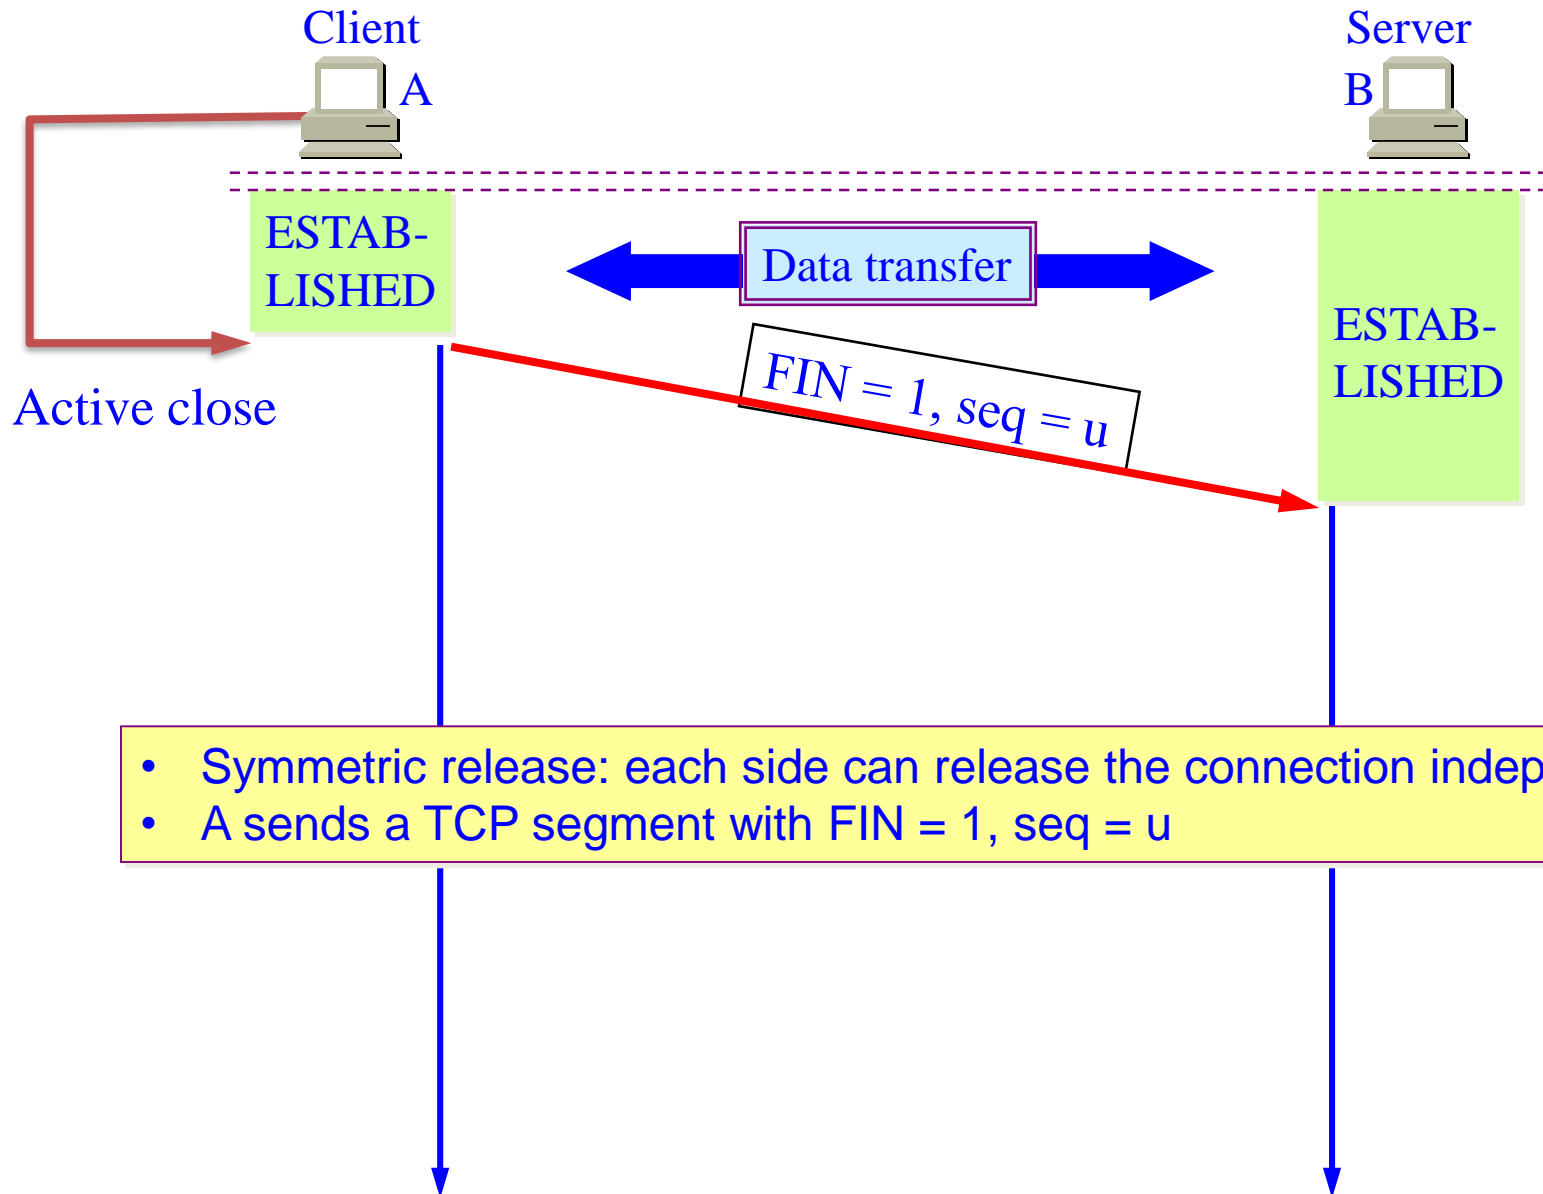 Client
Server
A
B
ESTAB-
LISHED
Data transfer
ESTAB-
LISHED
FIN = 1, seq = u
Active close
• Symmetric release: each side can release the connection indep
• A sends a TCP segment with FIN = 1, seq = u